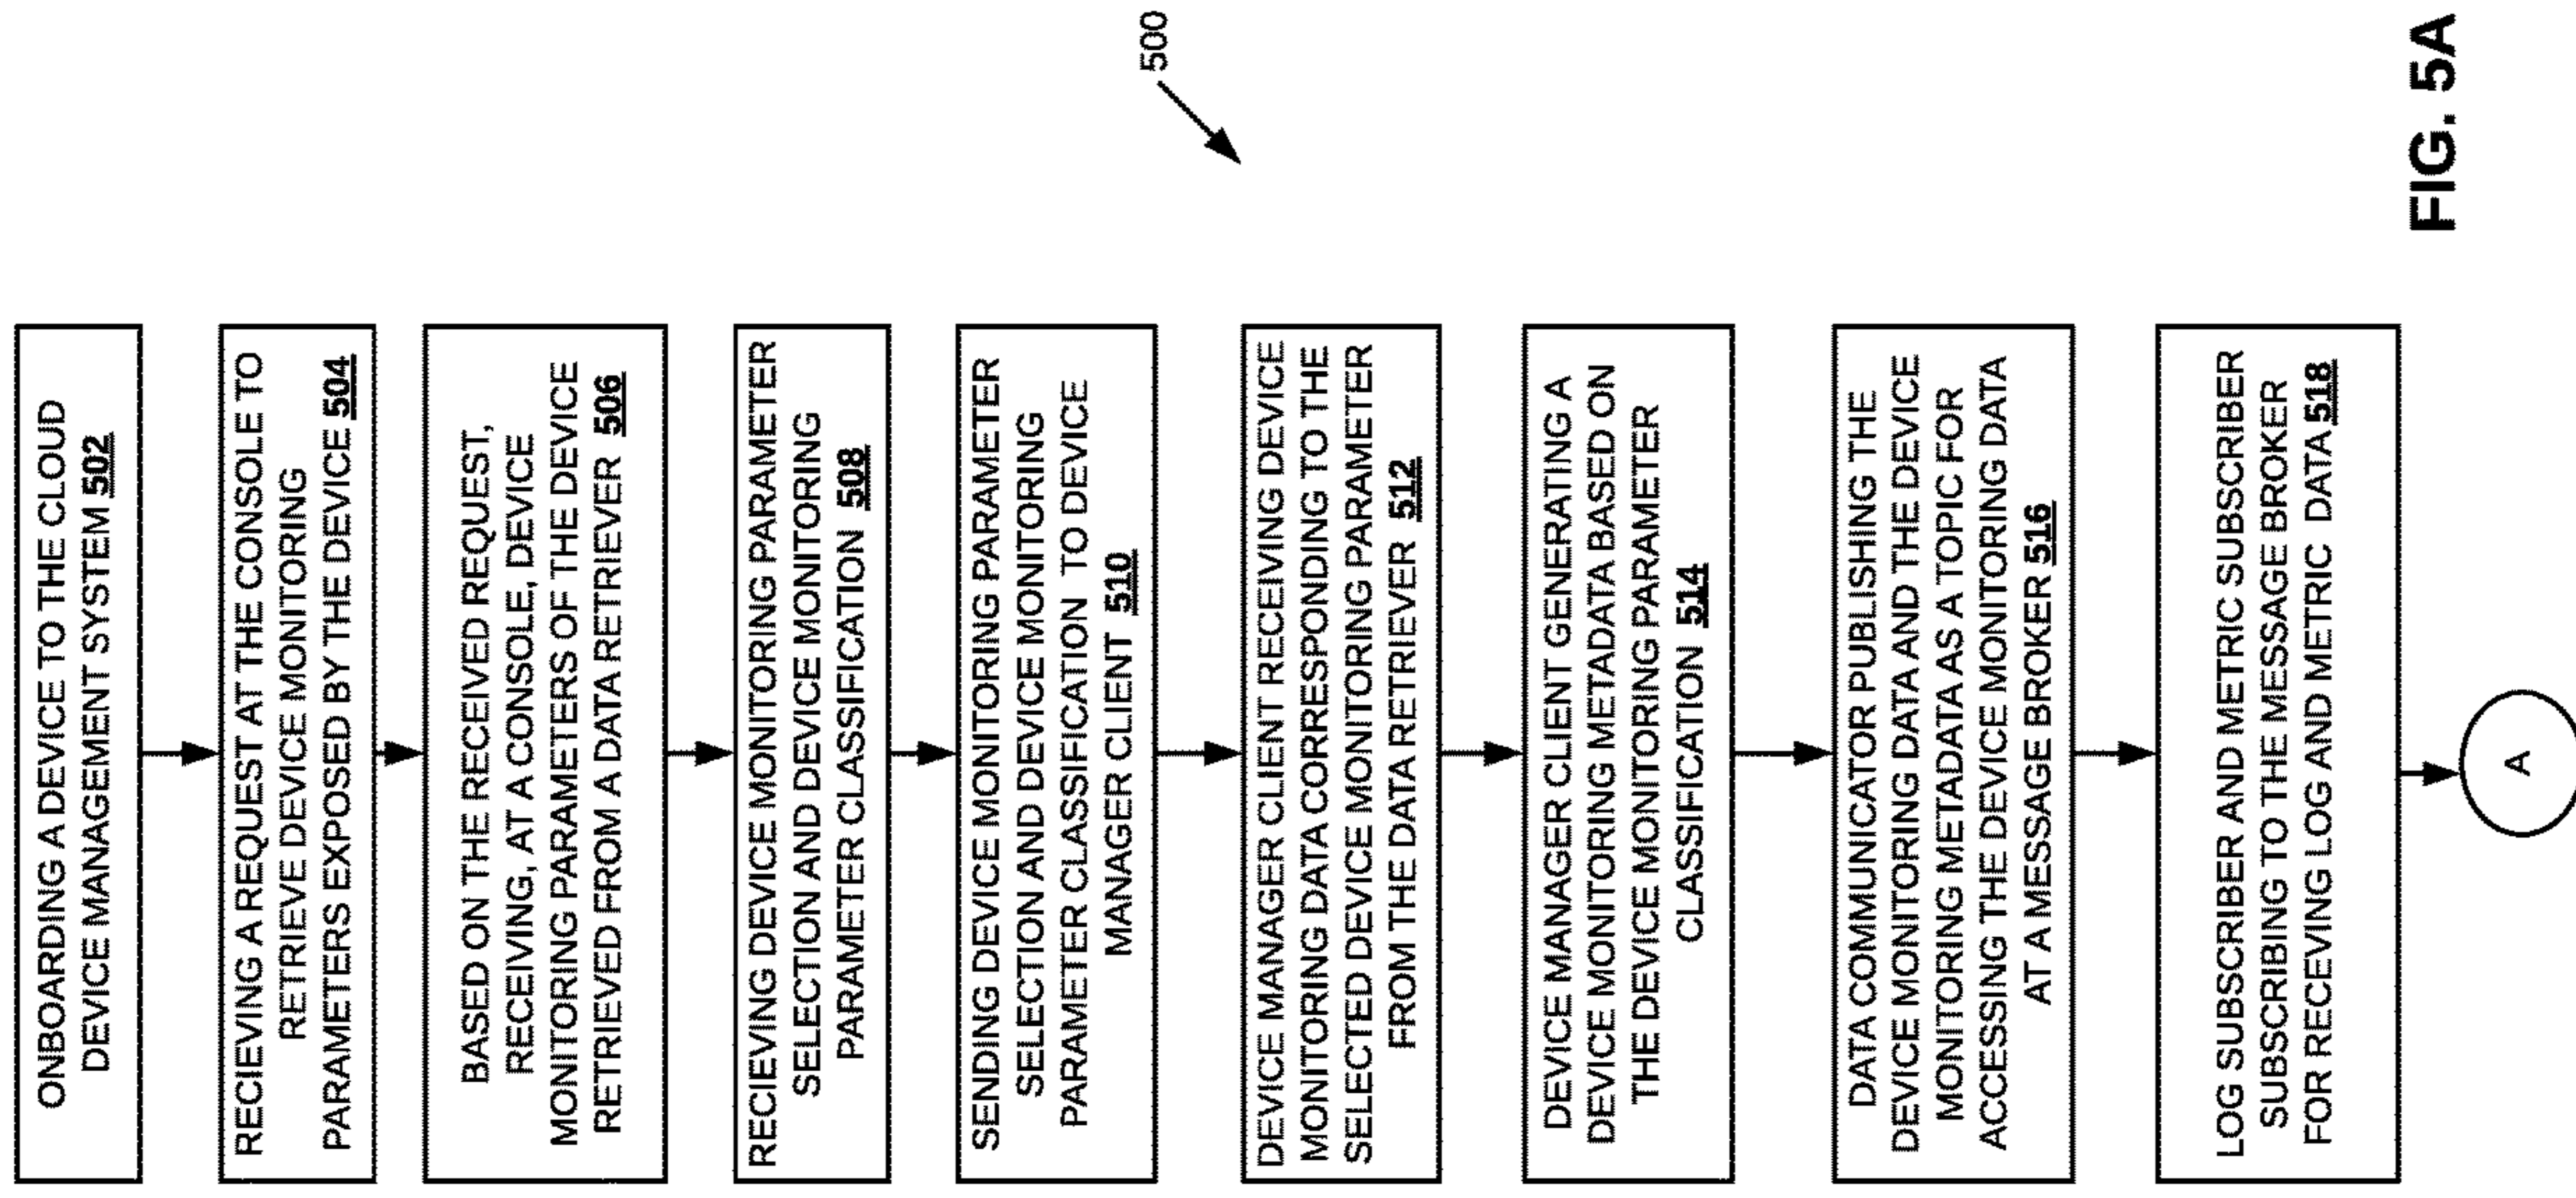 ONBOARDING A DEVICE TO THE CLOUD
DEVICE MANAGEMENT SYSTEM 502
RECIEVING A REQUEST AT THE CONSOLE TO
RETRIEVE DEVICE MONITORING
PARAMETERS EXPOSED BY THE DEVICE 504
BASED ON THE RECEIVED REQUEST,
RECEIVING, AT A CONSOLE, DEVICE
MONITORING PARAMETERS OF THE DEVICE
RETRIEVED FROM A DATA RETRIEVER 506
RECIEVING DEVICE MONITORING PARAMETER
SELECTION AND DEVICE MONITORING
PARAMETER CLASSIFICATION 508
SENDING DEVICE MONITORING PARAMETER
SELECTION AND DEVICE MONITORING
PARAMETER CLASSIFICATION TO DEVICE
MANAGER CLIENT 510
DEVICE MANAGER CLIENT RECEIVING DEVICE
MONITORING DATA CORRESPONDING TO THE
SELECTED DEVICE MONITORING PARAMETER
FROM THE DATA RETRIEVER 512
DEVICE MANAGER CLIENT GENERATING A
DEVICE MONITORING METADATA BASED ON
THE DEVICE MONITORING PARAMETER
CLASSIFICATION 514
DATA COMMUNICATOR PUBLISHING THE
DEVICE MONITORING DATA AND THE DEVICE
MONITORING METADATA AS A TOPIC FOR
ACCESSING THE DEVICE MONITORING DATA
AT A MESSAGE BROKER 516
LOG SUBSCRIBER AND METRIC SUBSCRIBER
SUBSCRIBING TO THE MESSAGE BROKER
FOR RECEVING LOG AND METRIC DATA 518
A
500
FIG. 5A